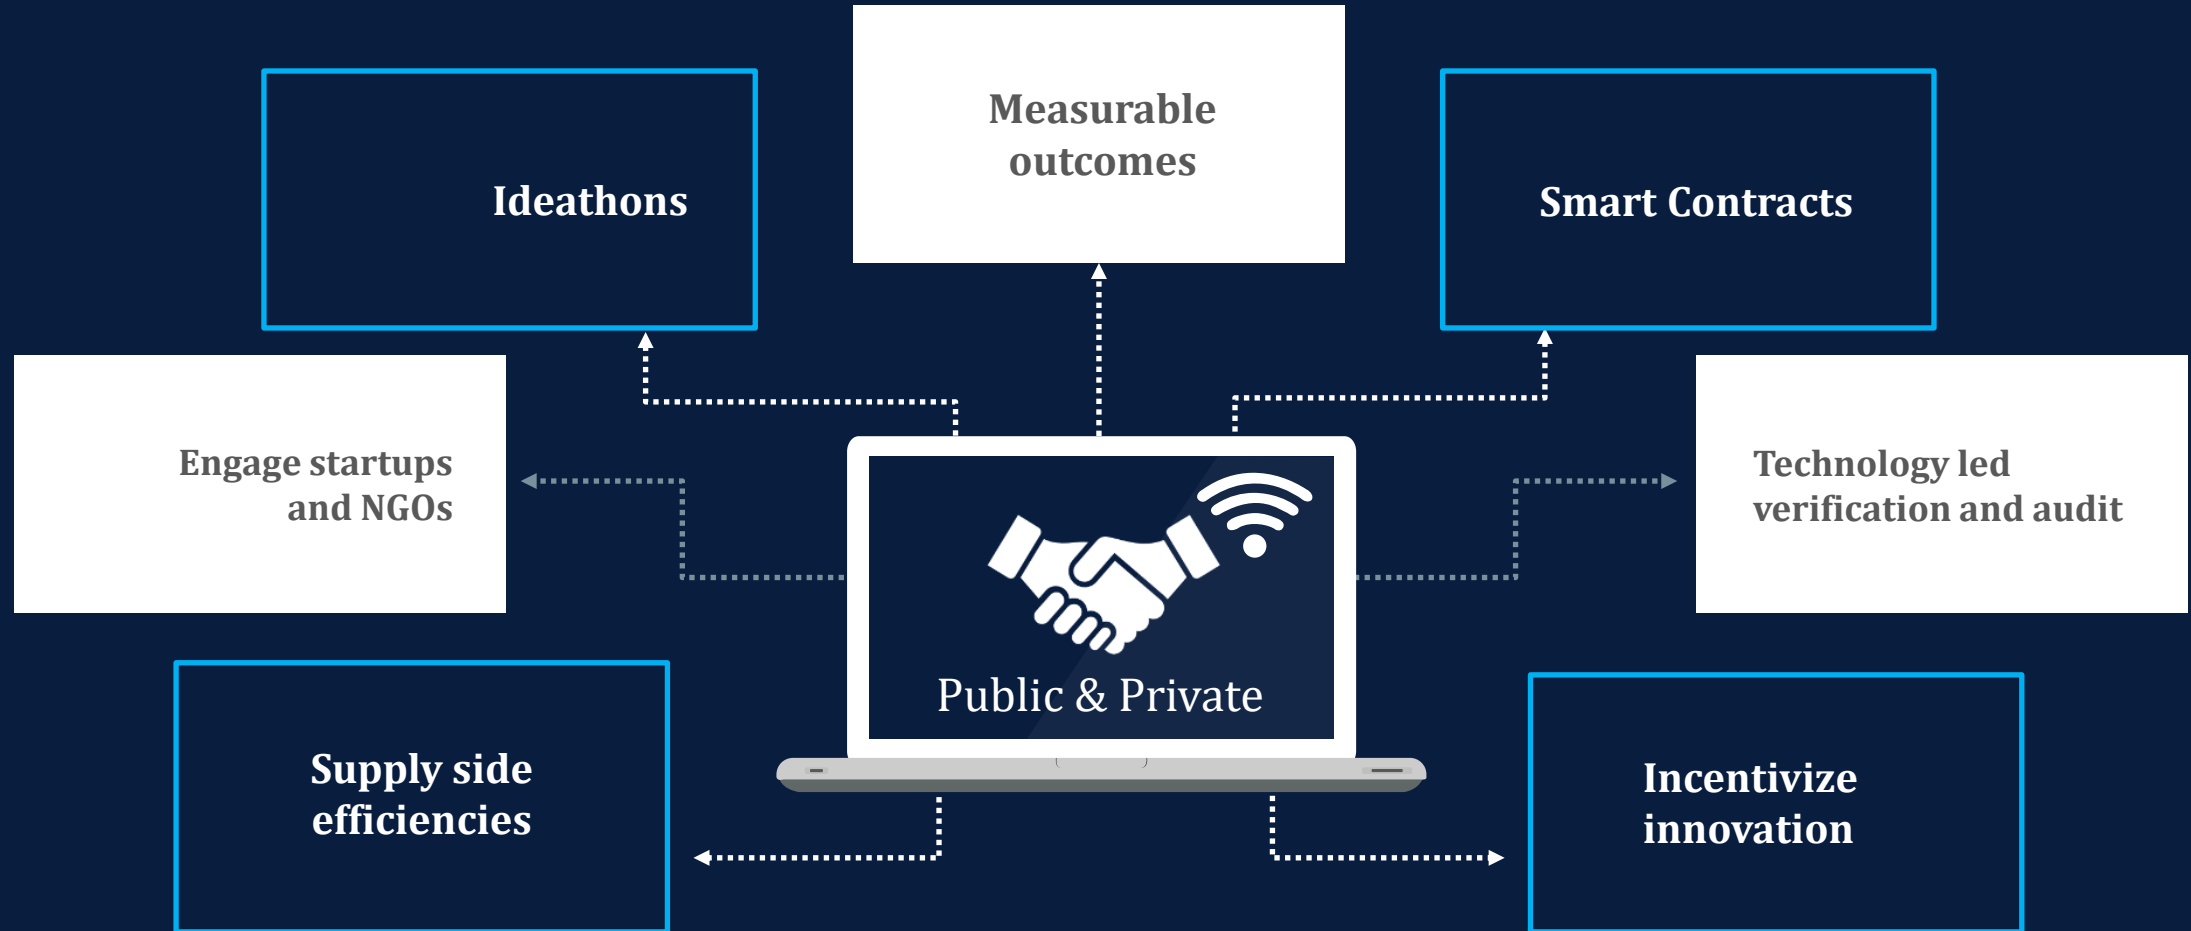 Measurable
outcomes
Ideathons
Smart Contracts
Engage startups
and NGOs
Technology led
verification and audit
Public & Private
Supply side
efficiencies
Incentivize
innovation